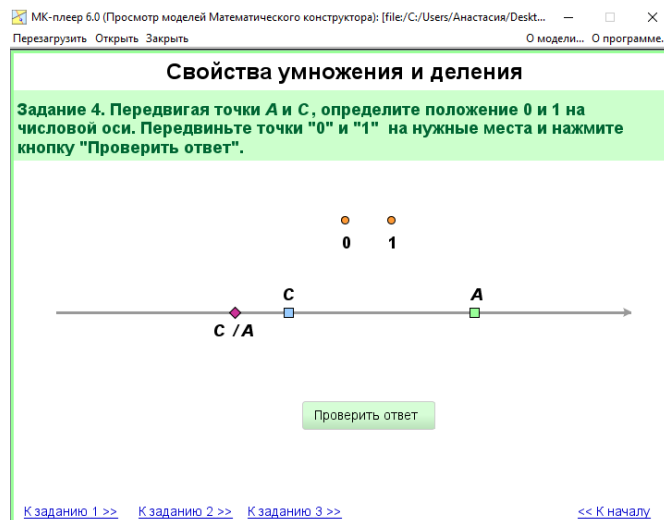 МК-плеер 6.0 (Просмотр моделей Математического конструктора): [file:/C:/Users/Анастасия/Deskt...
Перезагрузить Открыть Закрыть О модели... О программе.
Свойства умножения и деления
Задание 4. Передвигая точки A и C, определите положение 0 и 1 на
числовой оси. Передвиньте точки "0" и "1" на нужные места и нажмите
кнопку "Проверить ответ".
0 1
C A
C /A
Проверить ответ
К заданию 1 >> К заданию 2 >> К заданию 3 >> << К началу